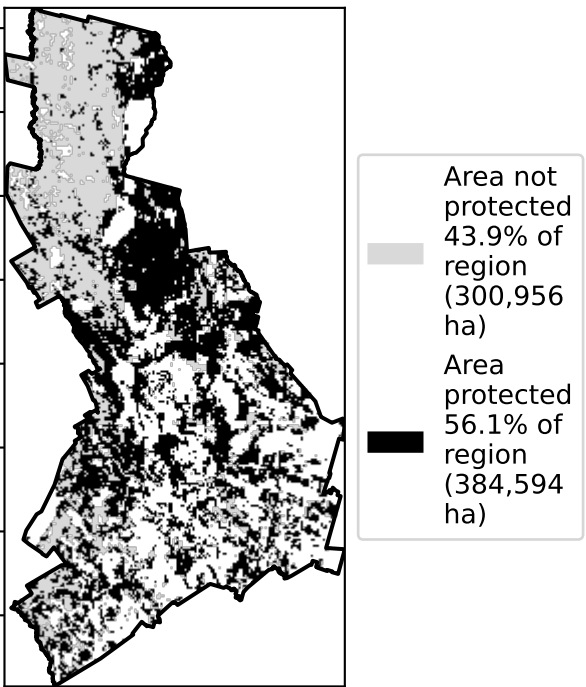 Area not
protected
43.9% of
region
(300,956
ha)
Area
protected
56.1% of
region
(384,594
ha)